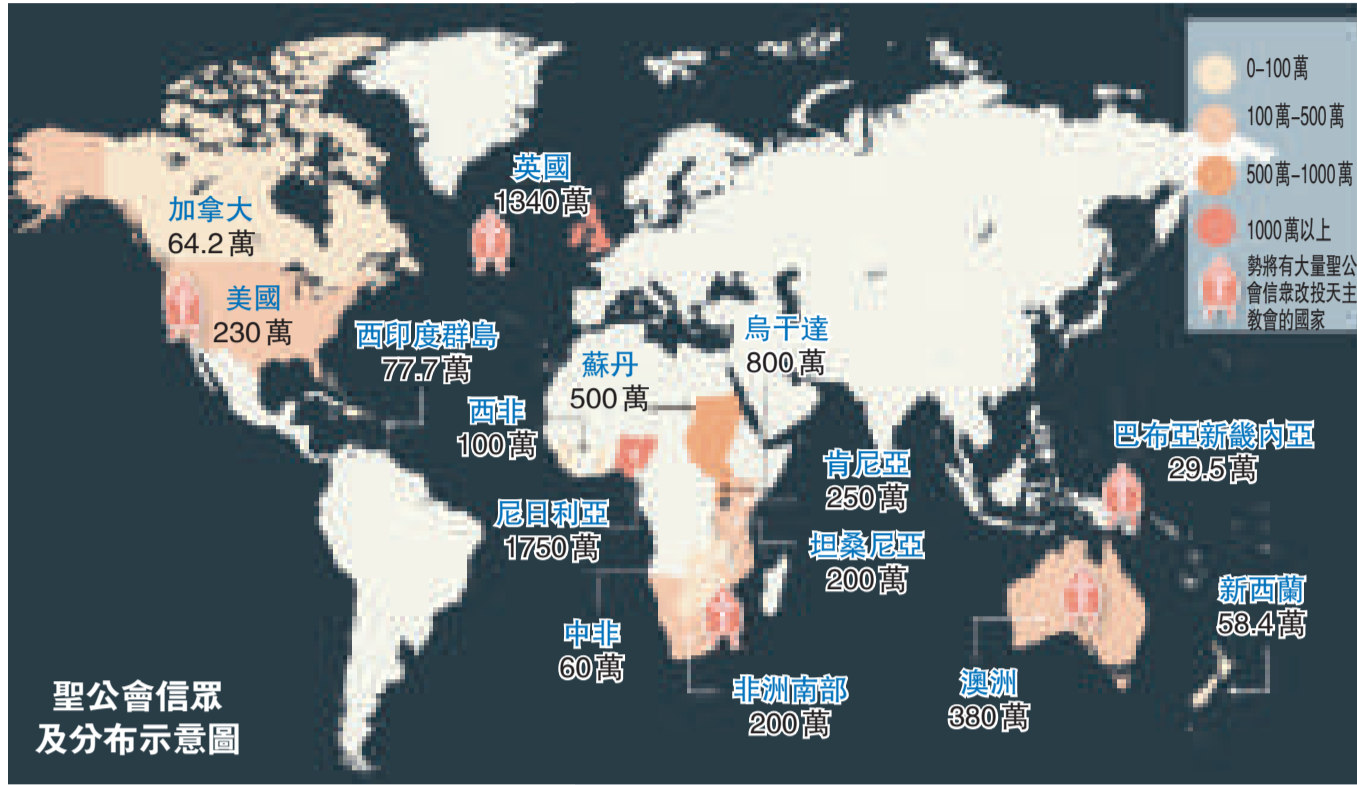 0–100萬
100萬–500萬
500萬–1000萬
1000萬以上
勢將有大量聖公
會信眾改投天主
教會的國家
英國
1340萬
加拿大
64.2萬
美國
230萬
西印度群島
77.7萬
烏干達
800萬
蘇丹
500萬
西非
100萬
巴布亞新畿內亞
29.5萬
肯尼亞
250萬
尼日利亞
1750萬
坦桑尼亞
200萬
新西蘭
58.4萬
中非
60萬
非洲南部
200萬
澳洲
380萬
聖公會信眾
及分布示意圖